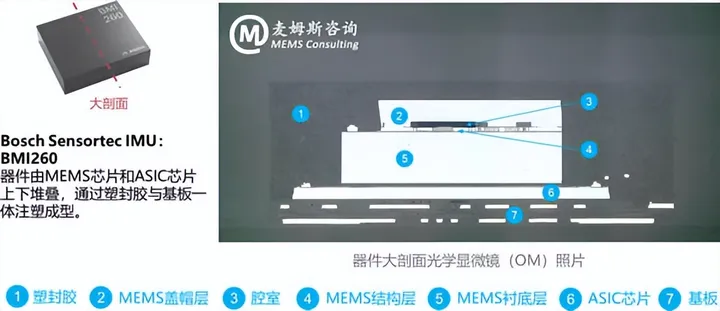 BMI
260
大剖面
Bosch Sensortec IMU：
BMI260
器件由MEMS芯片和ASIC芯片
上下堆叠，通过塑封胶与基板一
体注塑成型。
麦姆斯咨询
MEMS Consulting
1
2
3
4
5
6
7
器件大剖面光学显微镜（OM）照片
1 塑封胶 2 MEMS盖帽层 3 腔室 4 MEMS结构层 5 MEMS衬底层 6 ASIC芯片 7 基板